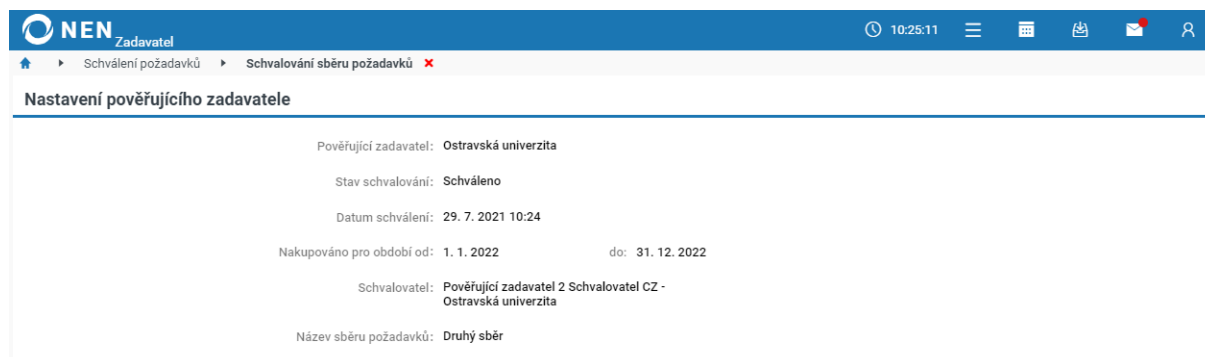 NEN Zadavatel 10:25:11
Schválení požadavků Schvalování sběru požadavků
Nastavení pověřujícího zadavatele
Pověřující zadavatel: Ostravská univerzita
Stav schvalování: Schváleno
Datum schválení: 29. 7. 2021 10:24
Nakupováno pro období od: 1. 1. 2022 do: 31. 12. 2022
Schvalovatel: Pověřující zadavatel 2 Schvalovatel CZ -
Ostravská univerzita
Název sběru požadavků: Druhý sběr